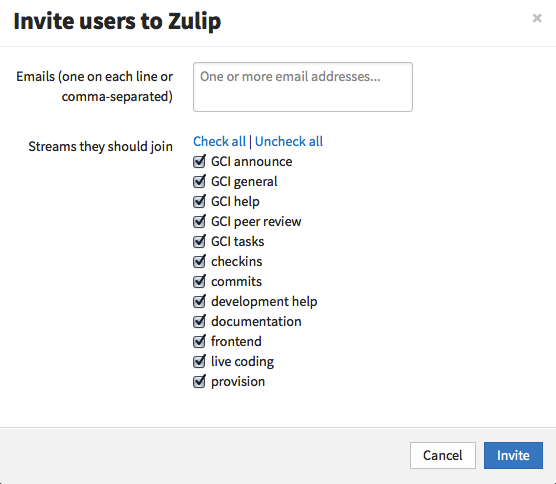 Invite users to Zulip
×
Emails (one on each line or
comma-separated)
One or more email addresses...
Streams they should join
Check all | Uncheck all
GCI announce
GCI general
GCI help
GCI peer review
GCI tasks
checkins
commits
development help
documentation
frontend
live coding
provision
Cancel
Invite